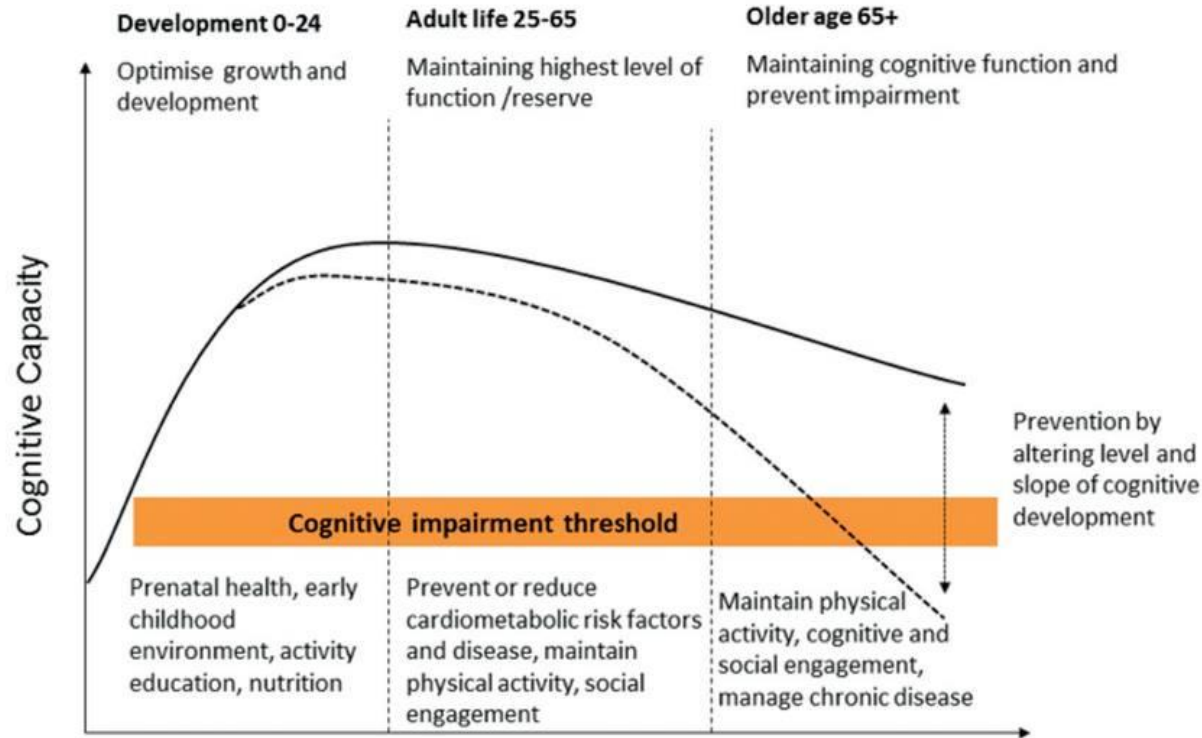 Development 0-24
Optimise growth and
development
Adult life 25-65
Maintaining highest level of
function /reserve
Older age 65+
Maintaining cognitive function and
prevent impairment
Cognitive Capacity
Cognitive impairment threshold
Prevention by
altering level and
slope of cognitive
development
Prenatal health, early
childhood
environment, activity
education, nutrition
Prevent or reduce
cardiometabolic risk factors
and disease, maintain
physical activity, social
engagement
Maintain physical
activity, cognitive and
social engagement,
manage chronic disease